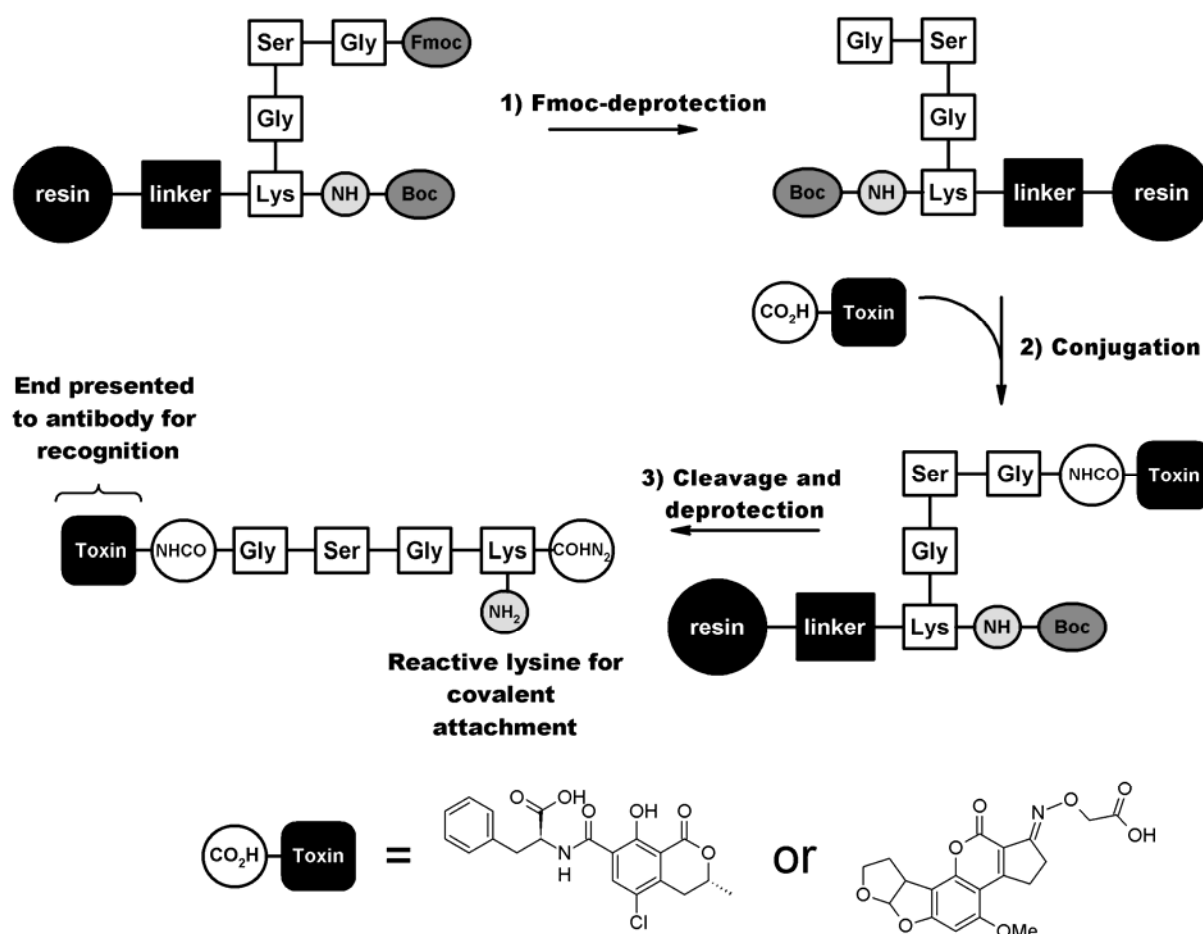 Ser
Gly
Fmoc
Gly
resin
linker
Lys
NH
Boc
1) Fmoc-deprotection
Gly
Ser
Gly
Boc
NH
Lys
linker
resin
CO2H
Toxin
2) Conjugation
End presented
to antibody for
recognition
Toxin
NHCO
Gly
Ser
Gly
Lys
COHN2
NH2
Reactive lysine for
covalent
attachment
3) Cleavage and
deprotection
Ser
Gly
NHCO
Toxin
Gly
resin
linker
Lys
NH
Boc
CO2H
Toxin
=
O
OH
O
OH
O
N
H
O
Cl
or
O
N
O
O
OH
O
O
O
OMe